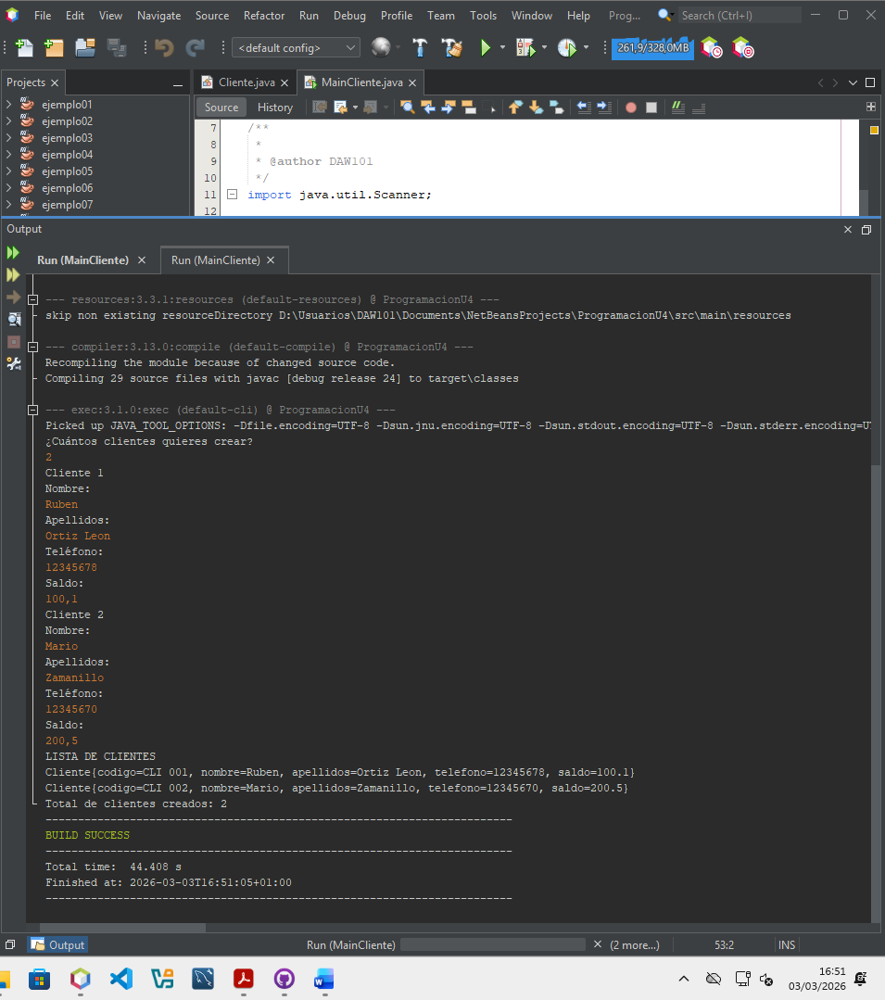 File Edit View Navigate Source Refactor Run Debug Profile Team Tools Window Help Prog... Search (Ctrl+I)
<default config> 261,9/328,0MB
Projects Cliente.java MainCliente.java
ejemplo01
ejemplo02
ejemplo03
ejemplo04
ejemplo05
ejemplo06
ejemplo07
Source History
7 /**
8 *
9 * @author DAW101
10 */
11 import java.util.Scanner;
12
Output
Run (MainCliente) Run (MainCliente)
--- resources:3.3.1:resources (default-resources) @ ProgramacionU4 ---
skip non existing resourceDirectory D:\Usuarios\DAW101\Documents\NetBeansProjects\ProgramacionU4\src\main\resources
--- compiler:3.13.0:compile (default-compile) @ ProgramacionU4 ---
Recompiling the module because of changed source code.
Compiling 29 source files with javac [debug release 24] to target\classes
--- exec:3.1.0:exec (default-cli) @ ProgramacionU4 ---
Picked up JAVA_TOOL_OPTIONS: -Dfile.encoding=UTF-8 -Dsun.jnu.encoding=UTF-8 -Dsun.stdout.encoding=UTF-8 -Dsun.stderr.encoding=U
¿Cuántos clientes quieres crear?
2
Cliente 1
Nombre:
Ruben
Apellidos:
Ortiz Leon
Teléfono:
12345678
Saldo:
100,1
Cliente 2
Nombre:
Mario
Apellidos:
Zamanillo
Teléfono:
12345670
Saldo:
200,5
LISTA DE CLIENTES
Cliente{codigo=CLI 001, nombre=Ruben, apellidos=Ortiz Leon, telefono=12345678, saldo=100.1}
Cliente{codigo=CLI 002, nombre=Mario, apellidos=Zamanillo, telefono=12345670, saldo=200.5}
Total de clientes creados: 2
------------------------------------------------------------------------
BUILD SUCCESS
------------------------------------------------------------------------
Total time: 44.408 s
Finished at: 2026-03-03T16:51:05+01:00
------------------------------------------------------------------------
Output Run (MainCliente) (2 more...) 53:2 INS
16:51
03/03/2026